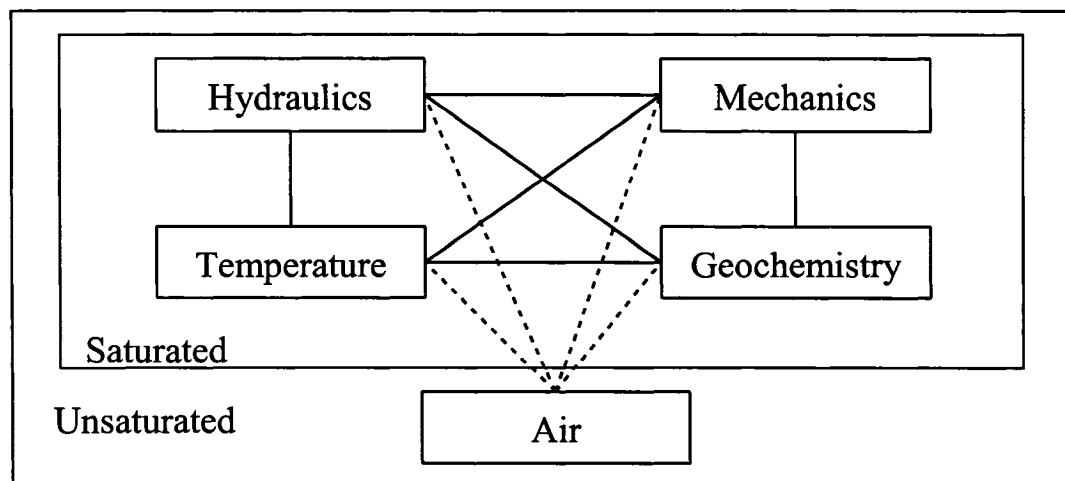 Hydraulics
Mechanics
Temperature
Geochemistry
Saturated
Unsaturated
Air